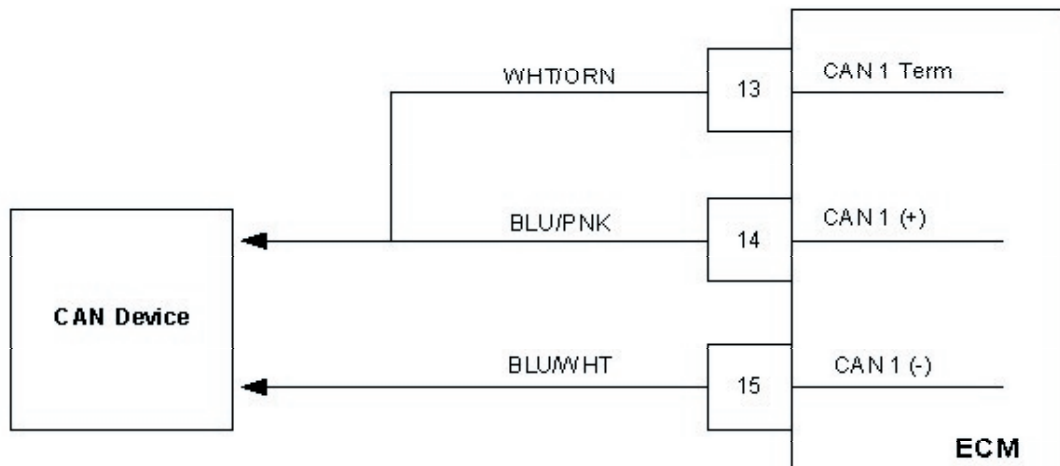 WHT/ORN
13
CAN 1 Term
BLU/PNK
14
CAN 1 (+)
CAN Device
BLU/WHT
15
CAN 1 (-)
ECM